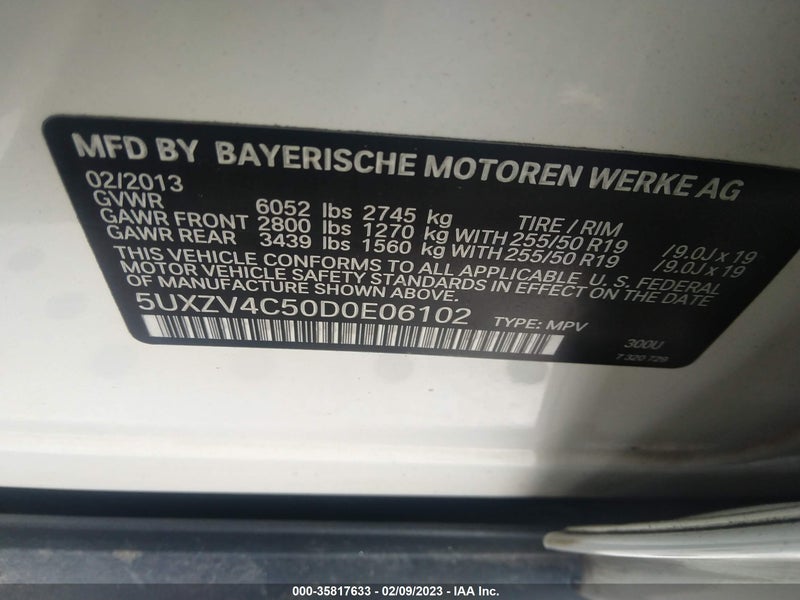 MFD BY BAYERISCHE MOTOREN WERKE AG
02/2013
GVWR 6052 lbs 2745 kg TIRE / RIM
GAWR FRONT 2800 lbs 1270 kg WITH 255/50 R19 /9.0J x 19
GAWR REAR 3439 lbs 1560 kg WITH 255/50 R19 /9.0J x 19
THIS VEHICLE CONFORMS TO ALL APPLICABLE U.S. FEDERAL
MOTOR VEHICLE SAFETY STANDARDS IN EFFECT ON THE DATE
OF MANUFACTURE SHOWN ABOVE.
5UXZV4C50D0E06102 TYPE: MPV
300U
7 320 729
000-35817633 - 02/09/2023 - IAA Inc.